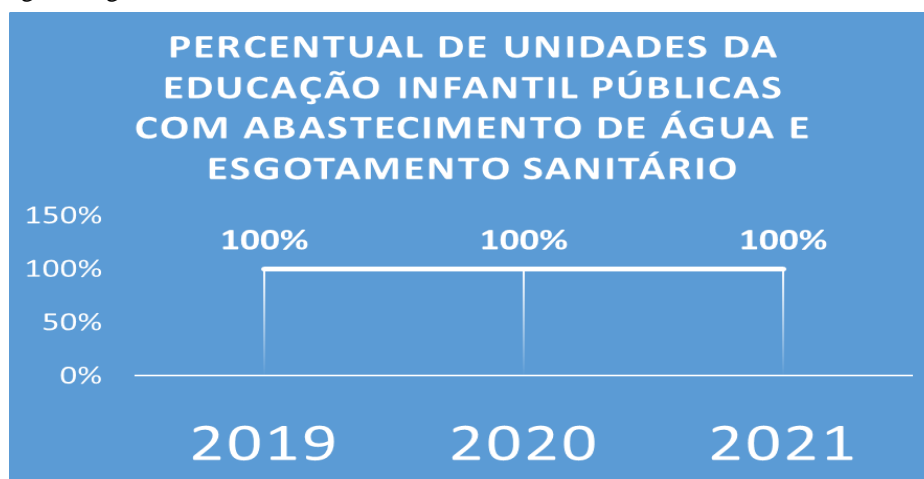 PERCENTUAL DE UNIDADES DA
EDUCAÇÃO INFANTIL PÚBLICAS
COM ABASTECIMENTO DE ÁGUA E
ESGOTAMENTO SANITÁRIO
150%
100% 100% 100%
100%
50%
0%
2019 2020 2021